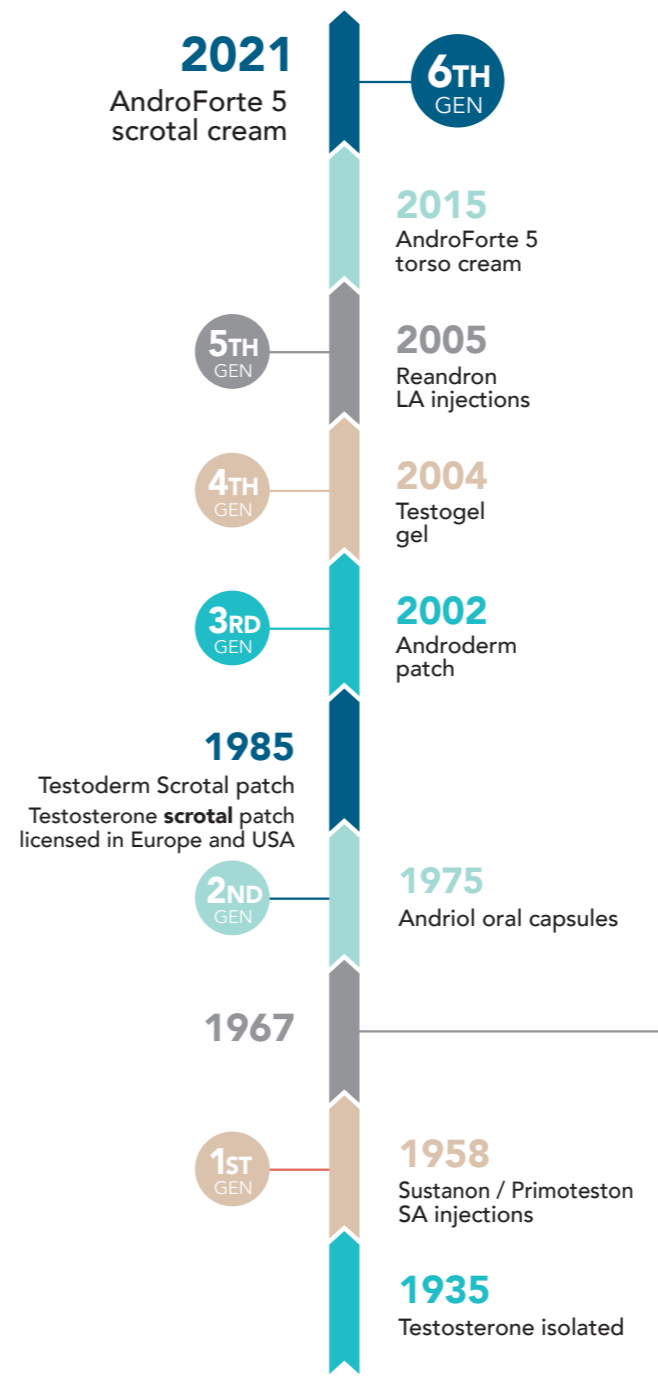 2021
AndroForte 5
scrotal cream
6TH
GEN
2015
AndroForte 5
torso cream
5TH
GEN
2005
Reandron
LA injections
4TH
GEN
2004
Testogel
gel
3RD
GEN
2002
Androderm
patch
1985
Testoderm Scrotal patch
Testosterone scrotal patch
licensed in Europe and USA
2ND
GEN
1975
Andriol oral capsules
1967
1ST
GEN
1958
Sustanon / Primoteston
SA injections
1935
Testosterone isolated